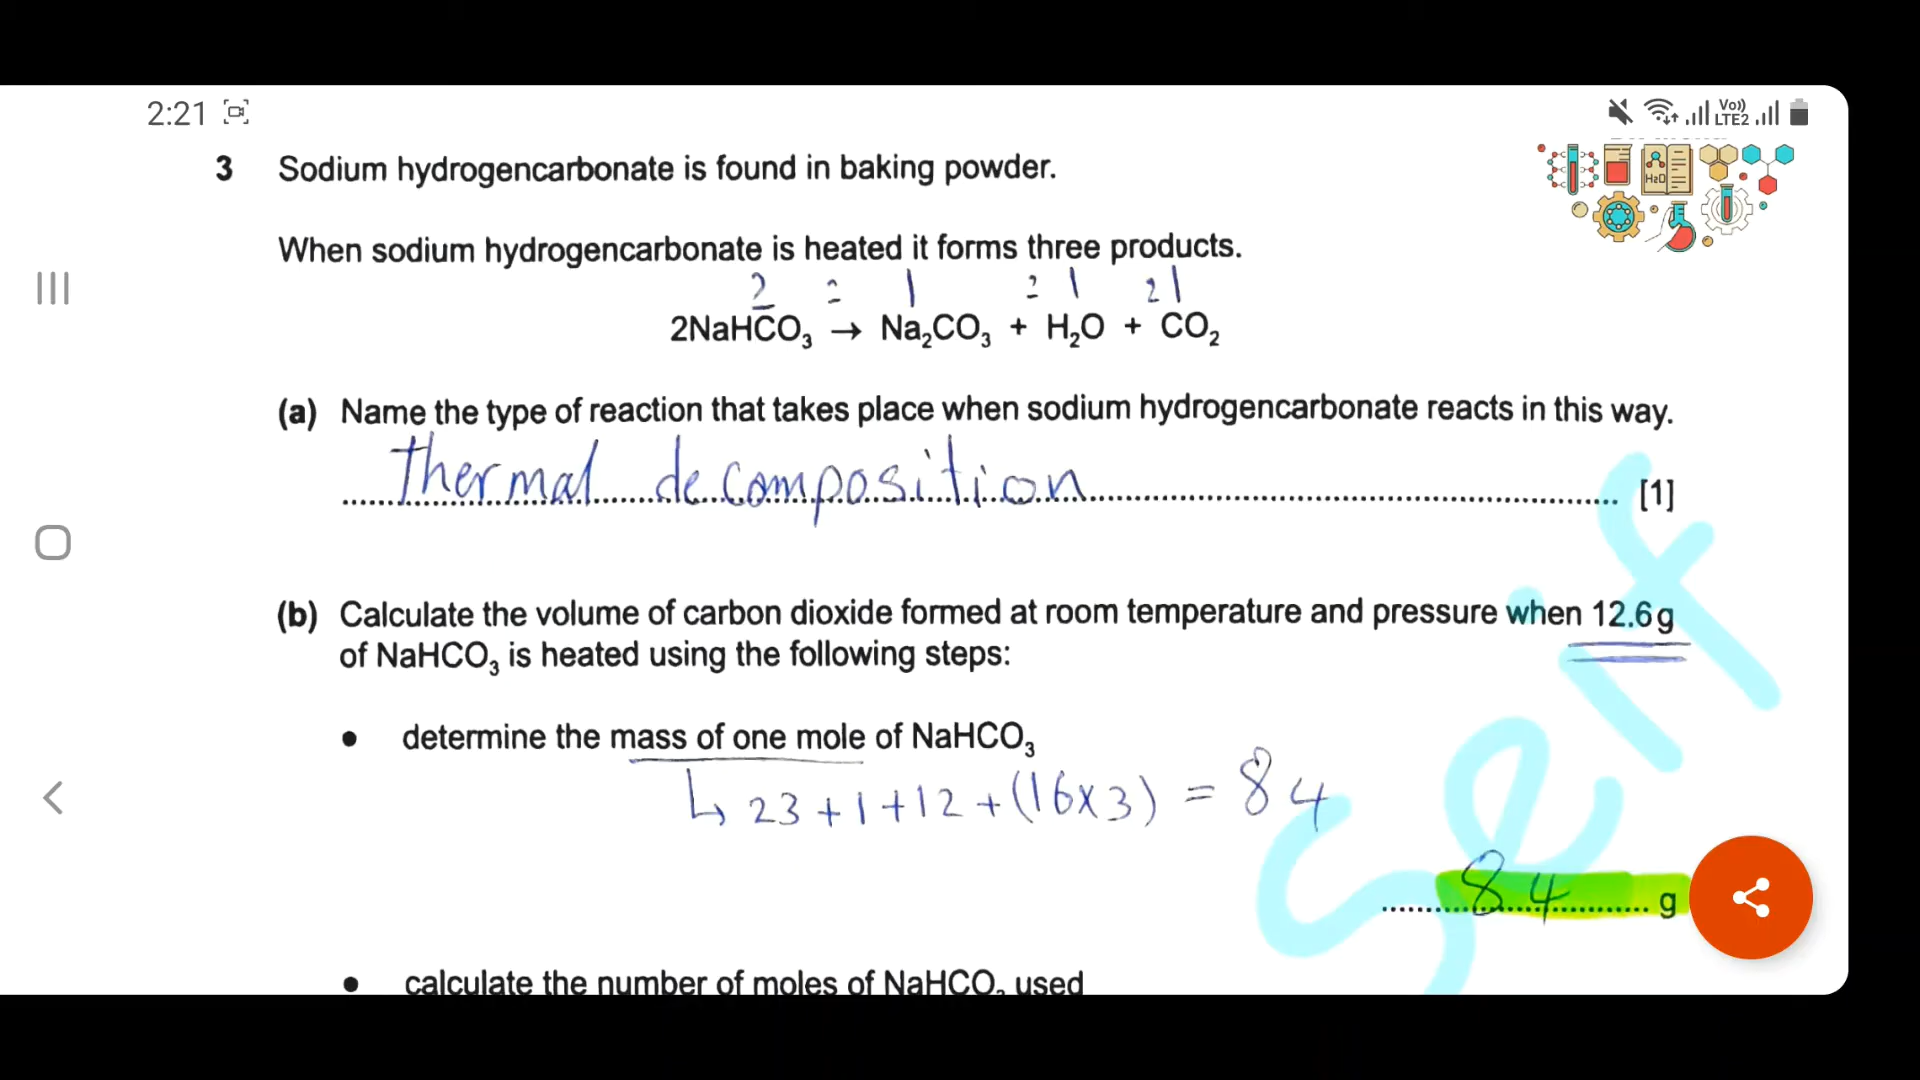 2:21
Vo)) LTE2
H2O
3 Sodium hydrogencarbonate is found in baking powder.
When sodium hydrogencarbonate is heated it forms three products.
2 : 1 : 1 : 1
2NaHCO₃ → Na₂CO₃ + H₂O + CO₂
(a) Name the type of reaction that takes place when sodium hydrogencarbonate reacts in this way.
Thermal decomposition [1]
(b) Calculate the volume of carbon dioxide formed at room temperature and pressure when 12.6g
of NaHCO₃ is heated using the following steps:
• determine the mass of one mole of NaHCO₃
↳ 23+1+12+(16×3) = 84
84 g
• calculate the number of moles of NaHCO₃ used
Seif